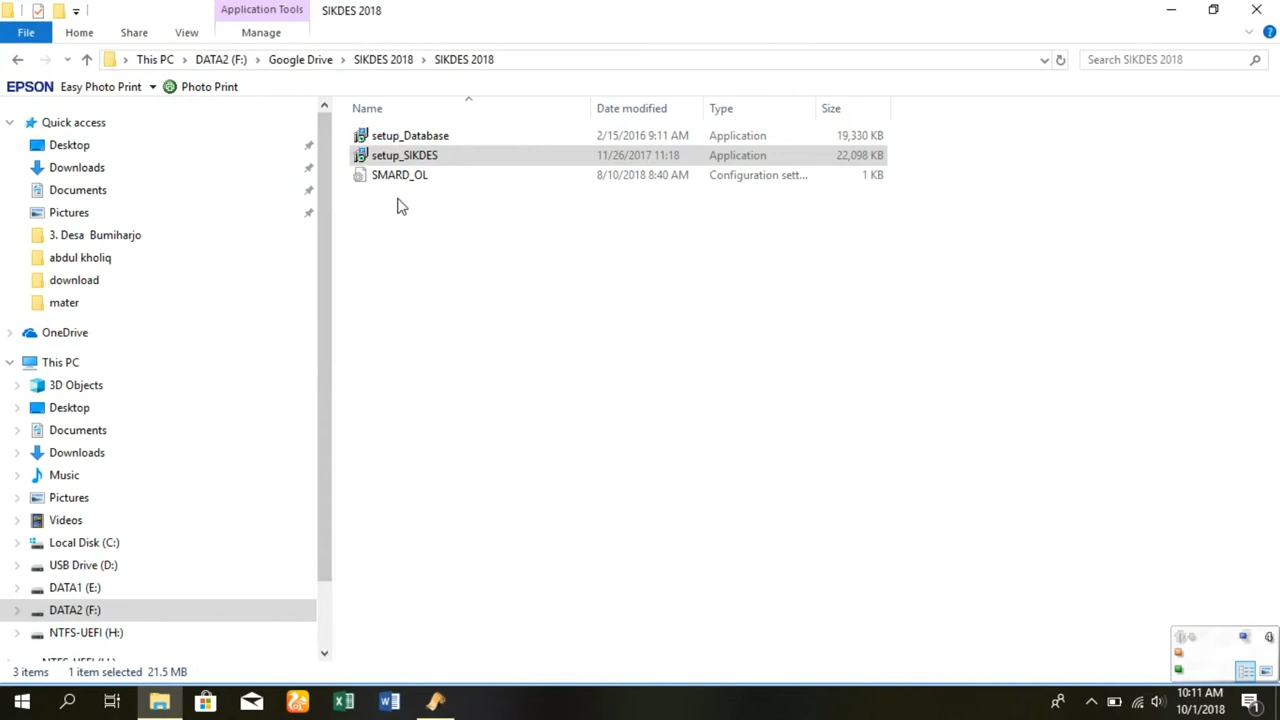 Application Tools SIKDES 2018
File Home Share View Manage
This PC DATA2 (F:) Google Drive SIKDES 2018 SIKDES 2018 Search SIKDES 2018
EPSON Easy Photo Print Photo Print
Name Date modified Type Size
setup_Database 2/15/2016 9:11 AM Application 19,330 KB
setup_SIKDES 11/26/2017 11:18 Application 22,098 KB
SMARD_OL 8/10/2018 8:40 AM Configuration sett... 1 KB
Quick access
Desktop
Downloads
Documents
Pictures
3. Desa Bumiharjo
abdul kholiq
download
mater
OneDrive
This PC
3D Objects
Desktop
Documents
Downloads
Music
Pictures
Videos
Local Disk (C:)
USB Drive (D:)
DATA1 (E:)
DATA2 (F:)
NTFS-UEFI (H:)
NTFS-UEFI (H:)
3 items 1 item selected 21.5 MB
10:11 AM
10/1/2018
1